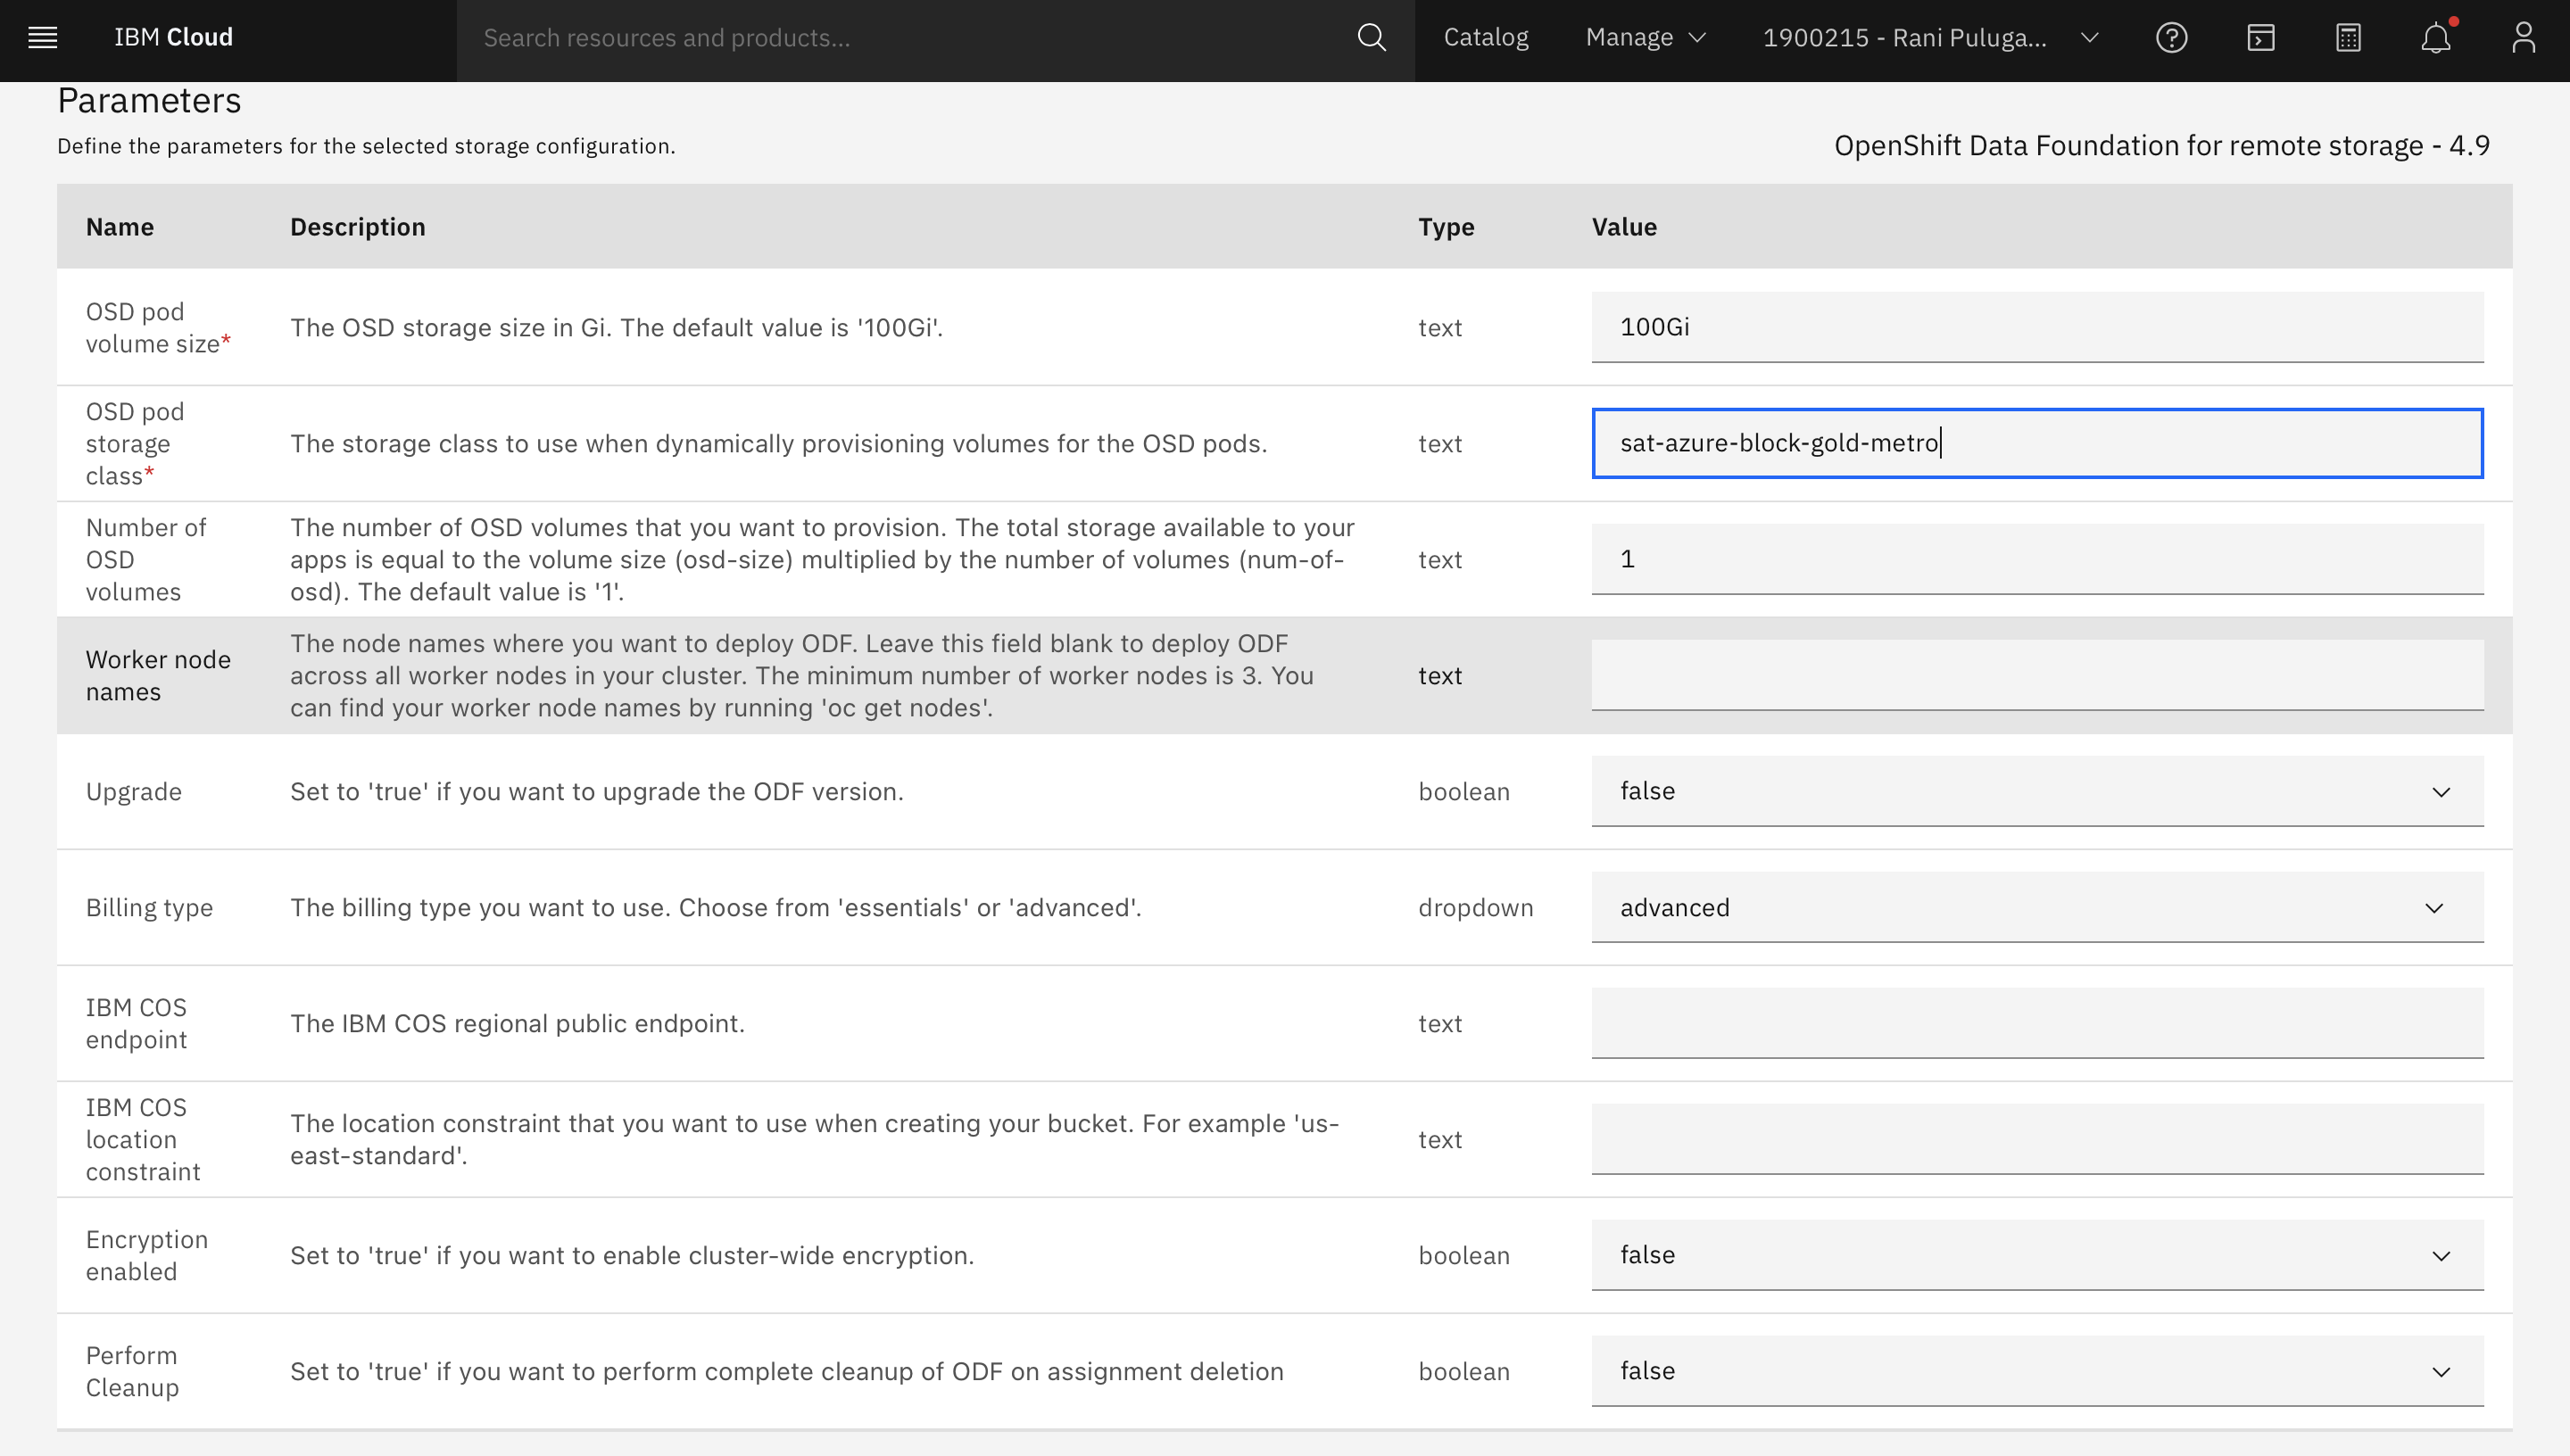 IBM Cloud
Search resources and products...
Catalog
Manage
1900215 - Rani Puluga...
Parameters
Define the parameters for the selected storage configuration.
OpenShift Data Foundation for remote storage - 4.9
Name
Description
Type
Value
OSD pod
volume size*
The OSD storage size in Gi. The default value is '100Gi'.
text
100Gi
OSD pod
storage
class*
The storage class to use when dynamically provisioning volumes for the OSD pods.
text
sat-azure-block-gold-metro
Number of
OSD
volumes
The number of OSD volumes that you want to provision. The total storage available to your
apps is equal to the volume size (osd-size) multiplied by the number of volumes (num-of-
osd). The default value is '1'.
text
1
Worker node
names
The node names where you want to deploy ODF. Leave this field blank to deploy ODF
across all worker nodes in your cluster. The minimum number of worker nodes is 3. You
can find your worker node names by running 'oc get nodes'.
text
Upgrade
Set to 'true' if you want to upgrade the ODF version.
boolean
false
Billing type
The billing type you want to use. Choose from 'essentials' or 'advanced'.
dropdown
advanced
IBM COS
endpoint
The IBM COS regional public endpoint.
text
IBM COS
location
constraint
The location constraint that you want to use when creating your bucket. For example 'us-
east-standard'.
text
Encryption
enabled
Set to 'true' if you want to enable cluster-wide encryption.
boolean
false
Perform
Cleanup
Set to 'true' if you want to perform complete cleanup of ODF on assignment deletion
boolean
false